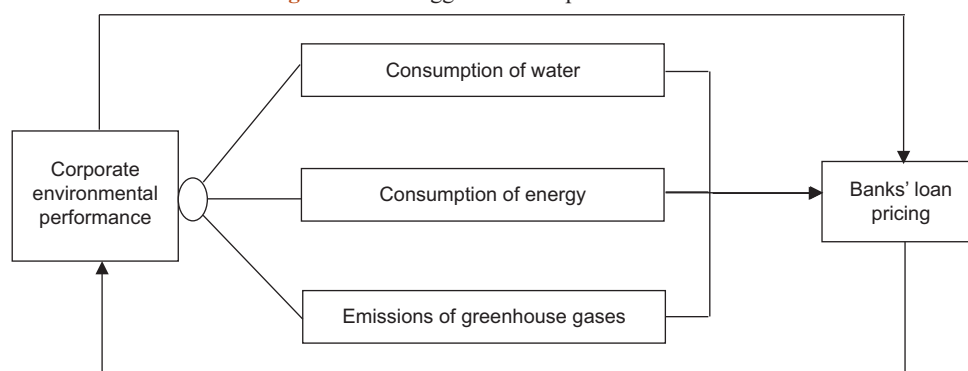 Consumption of water
Corporate
environmental
performance
Consumption of energy
Banks' loan
pricing
Emissions of greenhouse gases